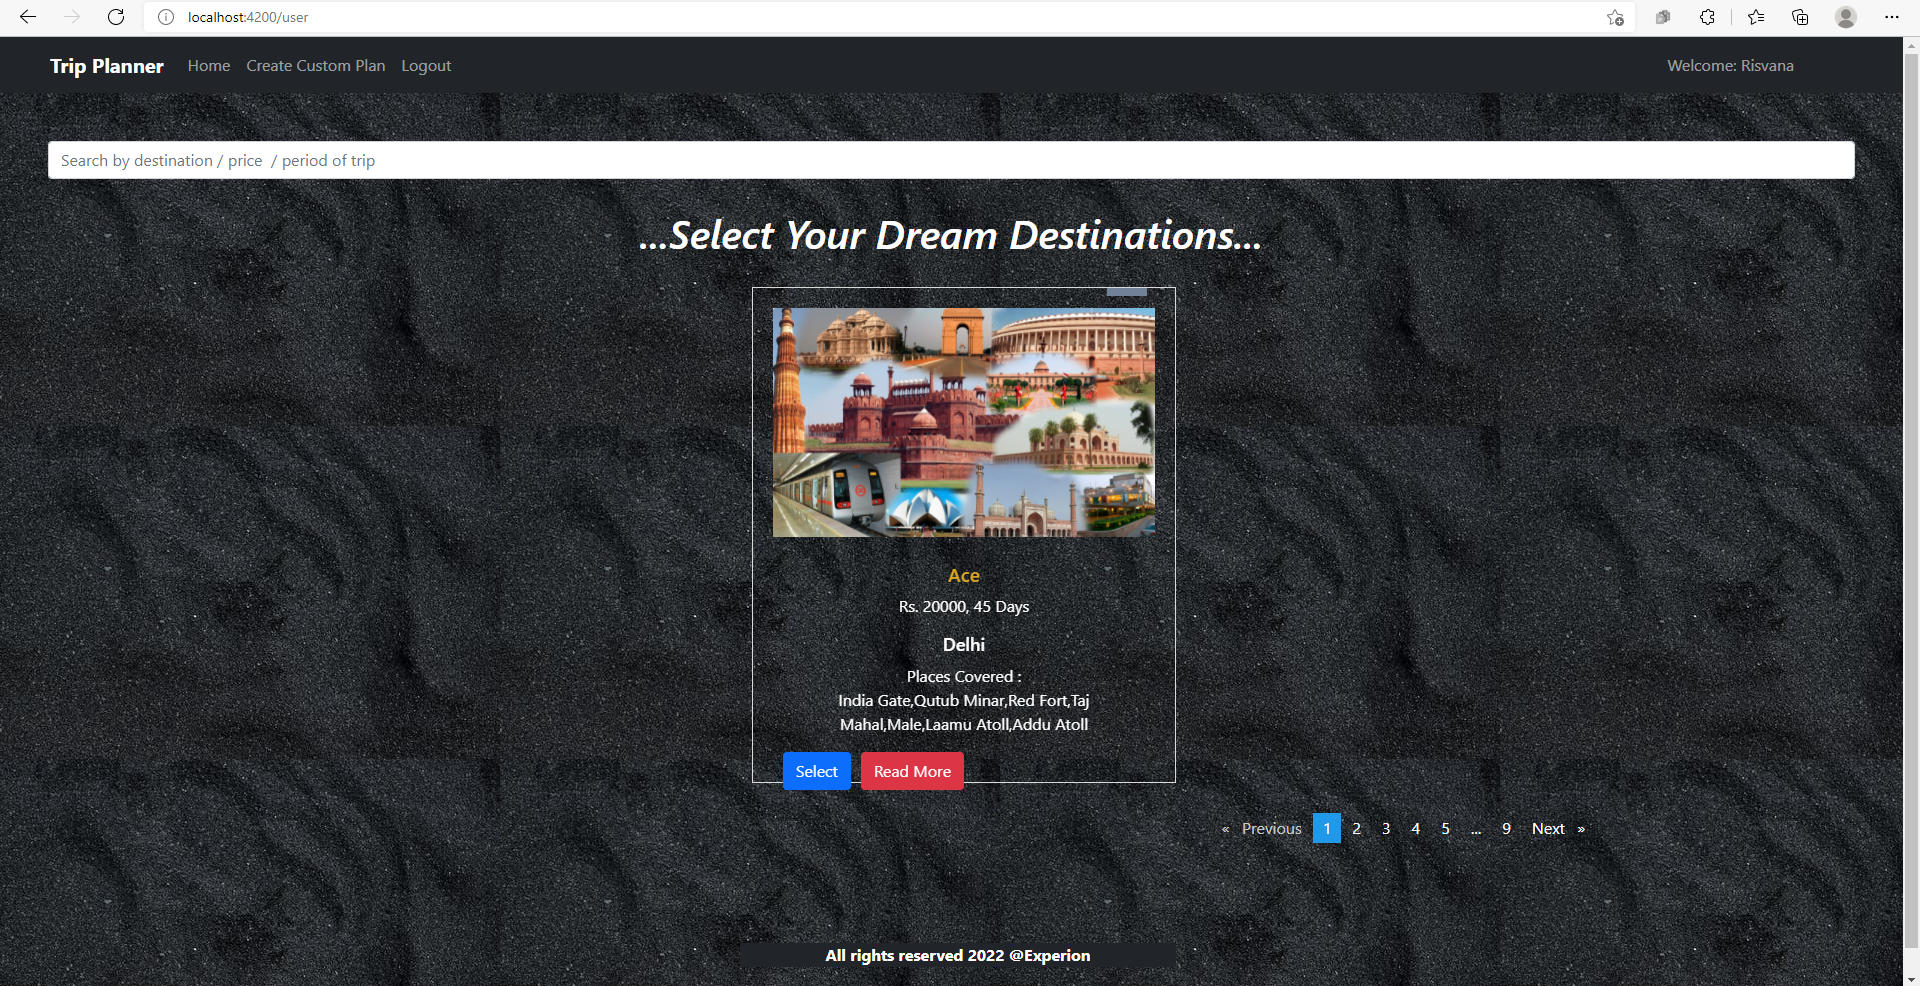 localhost:4200/user
Trip Planner Home Create Custom Plan Logout Welcome: Risvana
Search by destination / price / period of trip
...Select Your Dream Destinations...
Ace
Rs. 20000, 45 Days
Delhi
Places Covered :
India Gate,Qutub Minar,Red Fort,Taj
Mahal,Male,Laamu Atoll,Addu Atoll
Select Read More
« Previous 1 2 3 4 5 ... 9 Next »
All rights reserved 2022 @Experion